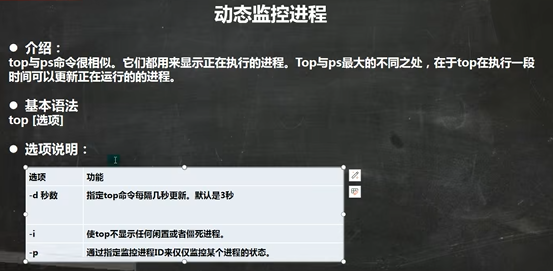 动态监控进程
介绍：
top与ps命令很相似。它们都用来显示正在执行的进程。Top与ps最大的不同之处，在于top在执行一段
时间可以更新正在运行的的进程。
基本语法
top [选项]
选项说明：
选项 功能
-d 秒数 指定top命令每隔几秒更新。默认是3秒
-i 使top不显示任何闲置或者僵死进程。
-p 通过指定监控进程ID来仅仅监控某个进程的状态。